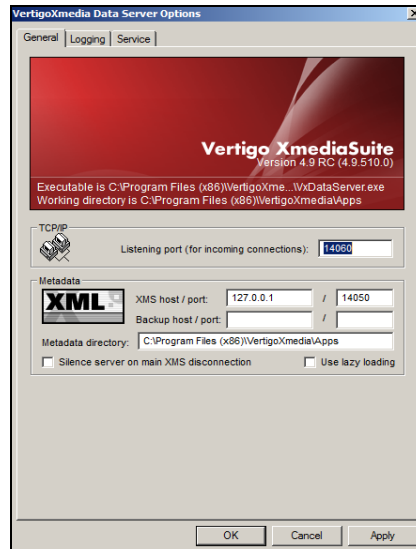 VertigoXmedia Data Server Options
General Logging Service
Vertigo XmediaSuite
Version 4.9 RC (4.9.510.0)
Executable is C:\Program Files (x86)\VertigoXme...\VxDataServer.exe
Working directory is C:\Program Files (x86)\VertigoXmedia\Apps
TCP/IP
Listening port (for incoming connections): 14060
Metadata
XML
XMS host / port: 127.0.0.1 / 14050
Backup host / port: /
Metadata directory: C:\Program Files (x86)\VertigoXmedia\Apps
Silence server on main XMS disconnection Use lazy loading
OK Cancel Apply